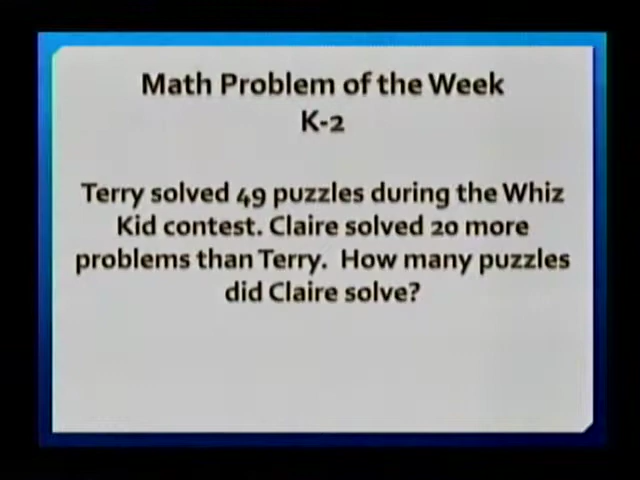 Math Problem of the Week
K-2
Terry solved 49 puzzles during the Whiz
Kid contest. Claire solved 20 more
problems than Terry.  How many puzzles
did Claire solve?